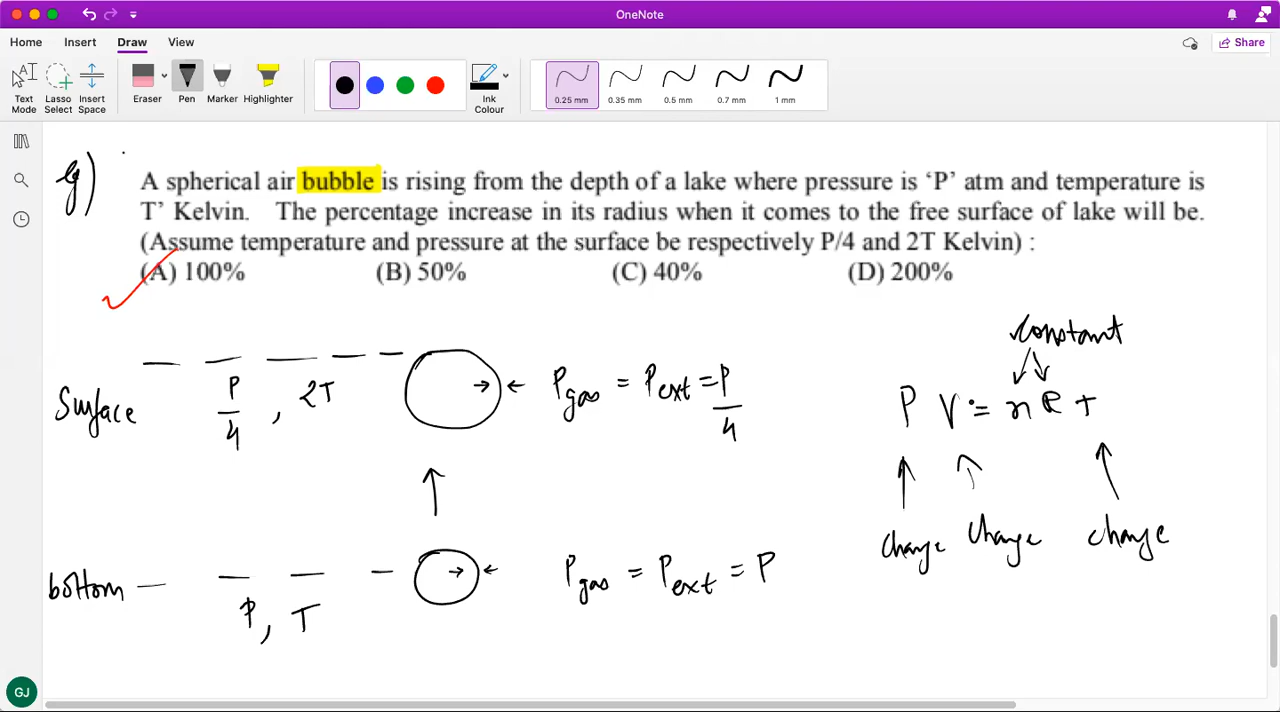 OneNote
Home Insert Draw View
Share
Text Mode
Lasso Select
Insert Space
Eraser
Pen
Marker
Highlighter
Ink Colour
0.25 mm
0.35 mm
0.5 mm
0.7 mm
1 mm
eg)
A spherical air bubble is rising from the depth of a lake where pressure is ‘P’ atm and temperature is
T’ Kelvin. The percentage increase in its radius when it comes to the free surface of lake will be.
(Assume temperature and pressure at the surface be respectively P/4 and 2T Kelvin) :
(A) 100% (B) 50% (C) 40% (D) 200%
constant
Surface P/4 , 2T Pgas = Pext = P/4
P V = n R T
change change change
bottom P, T Pgas = Pext = P
GJ